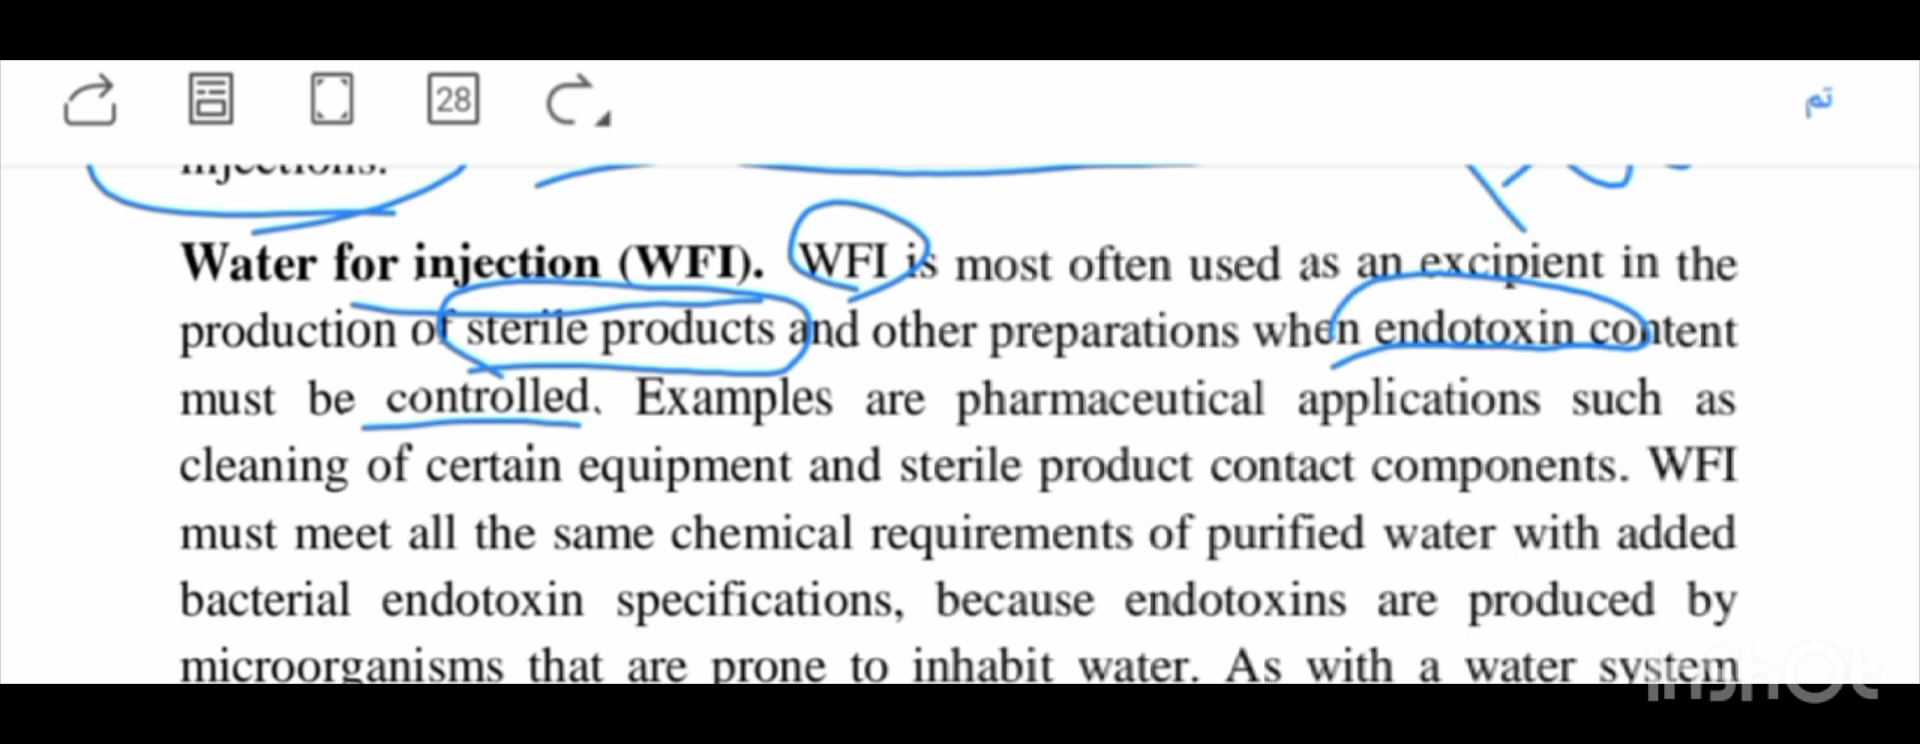 28
تم
injections.
Water for injection (WFI). WFI is most often used as an excipient in the
production of sterile products and other preparations when endotoxin content
must be controlled. Examples are pharmaceutical applications such as
cleaning of certain equipment and sterile product contact components. WFI
must meet all the same chemical requirements of purified water with added
bacterial endotoxin specifications, because endotoxins are produced by
microorganisms that are prone to inhabit water. As with a water system
InShOt